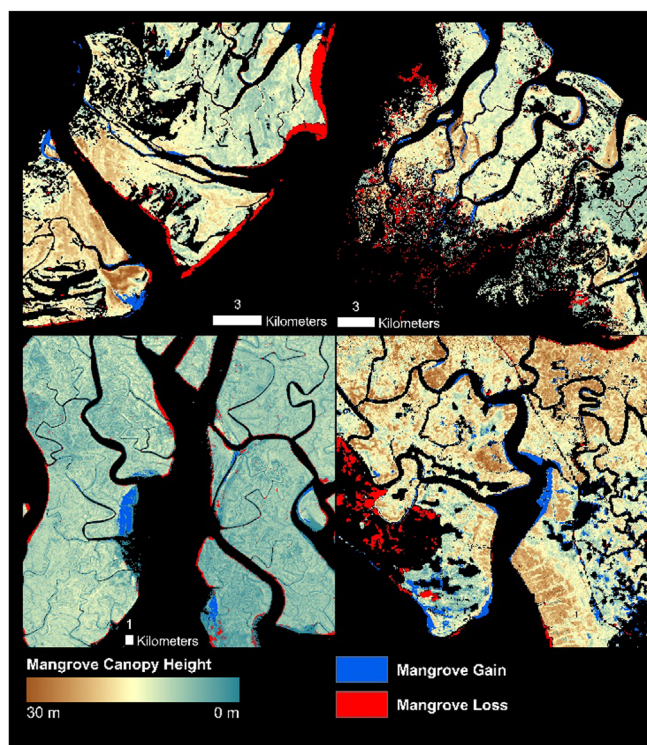 3
Kilometers
3
Kilometers
1
Kilometers
Mangrove Canopy Height
30 m 0 m
Mangrove Gain
Mangrove Loss